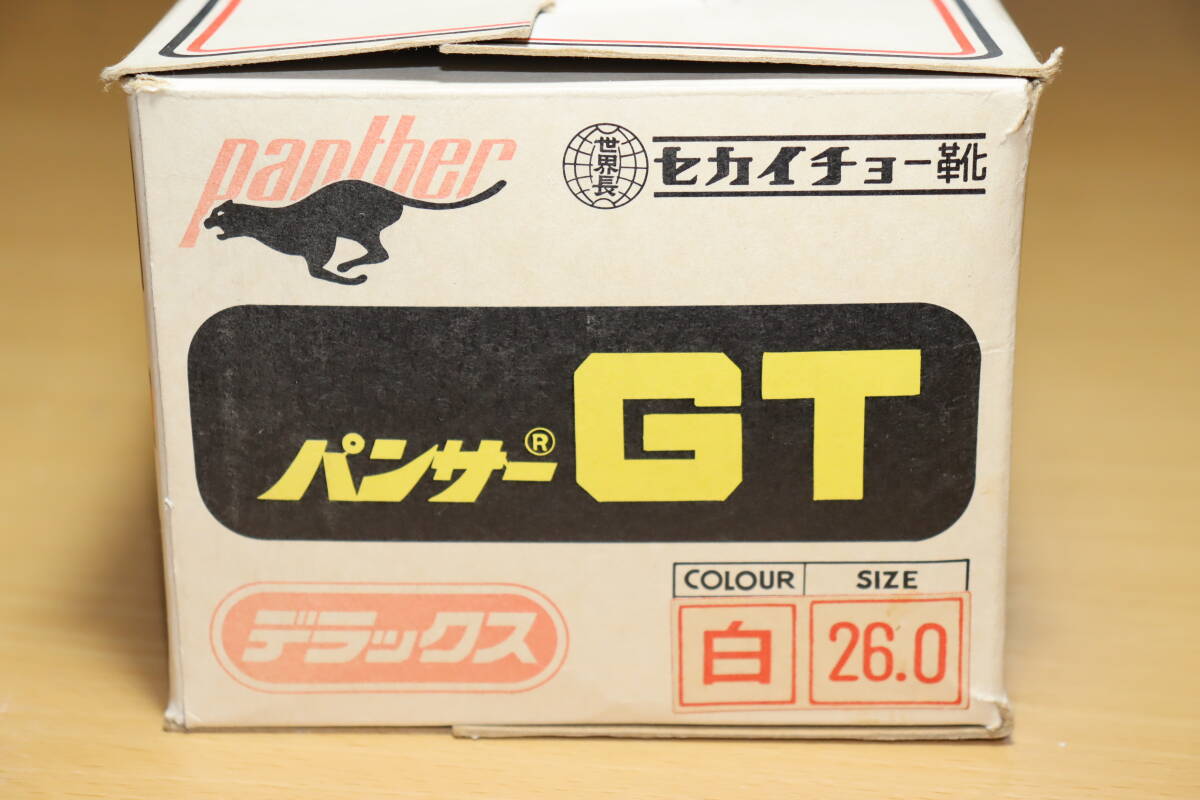 panther
世界長
セカイチョー靴
パンサー® GT
デラックス
COLOUR SIZE
白 26.0